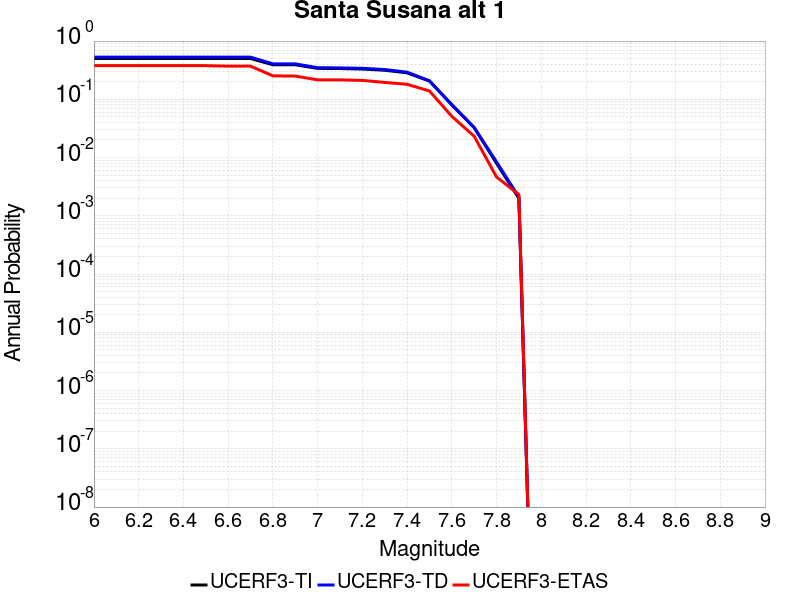 Santa Susana alt 1
10^0
10^-1
10^-2
10^-3
10^-4
10^-5
10^-6
10^-7
10^-8
Annual Probability
6 6.2 6.4 6.6 6.8 7 7.2 7.4 7.6 7.8 8 8.2 8.4 8.6 8.8 9
Magnitude
UCERF3-TI UCERF3-TD UCERF3-ETAS